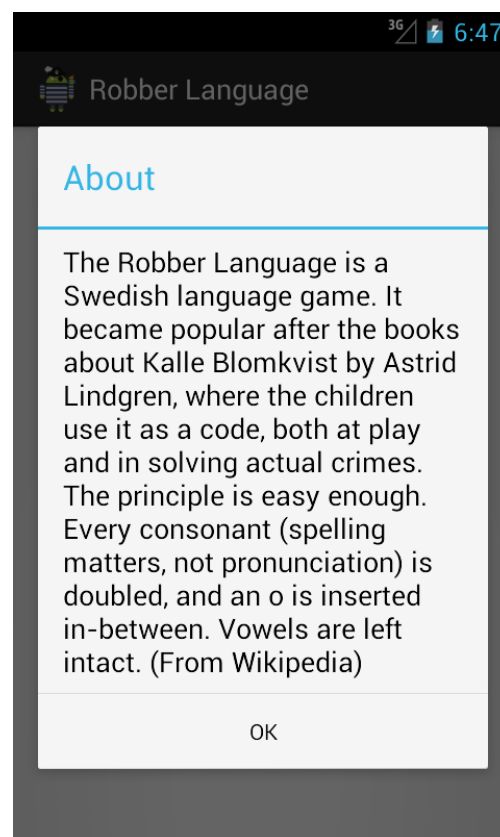 3G 6:47
Robber Language
About
The Robber Language is a
Swedish language game. It
became popular after the books
about Kalle Blomkvist by Astrid
Lindgren, where the children
use it as a code, both at play
and in solving actual crimes.
The principle is easy enough.
Every consonant (spelling
matters, not pronunciation) is
doubled, and an o is inserted
in-between. Vowels are left
intact. (From Wikipedia)
OK